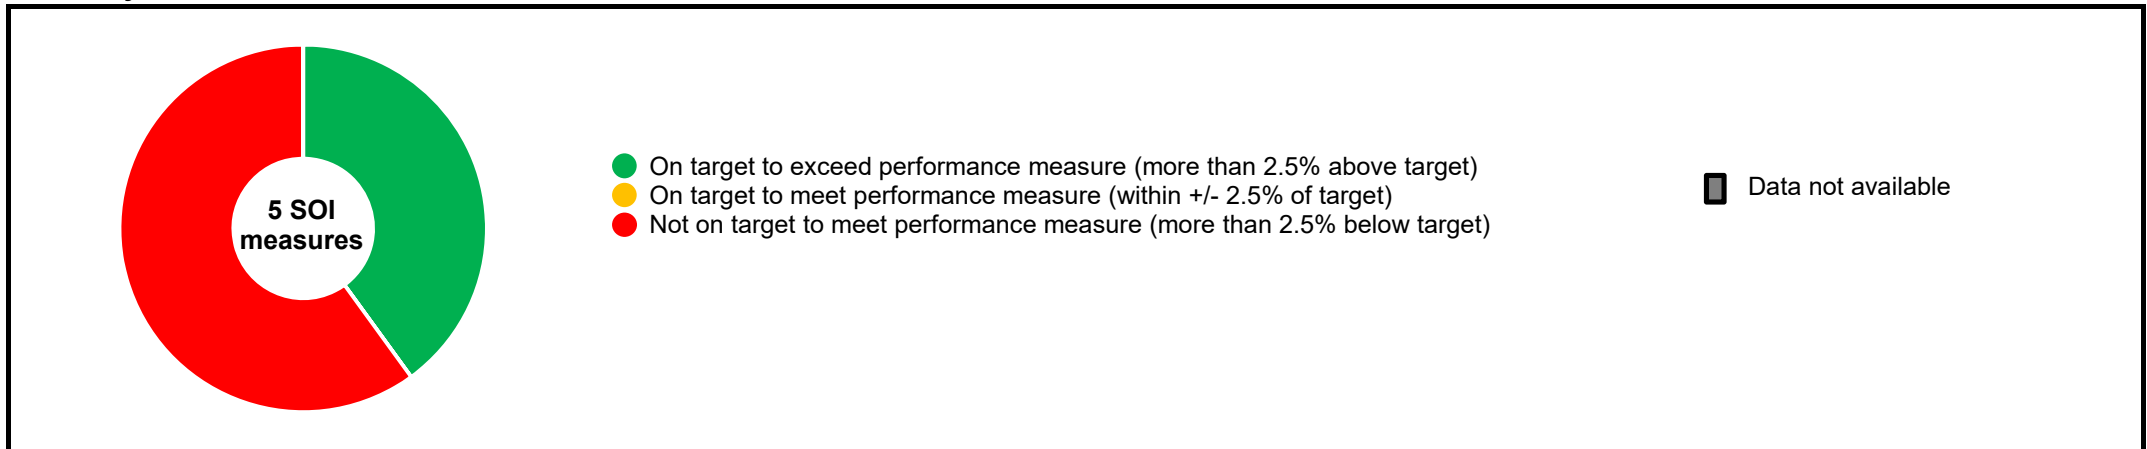 5 SOI
measures
On target to exceed performance measure (more than 2.5% above target)
On target to meet performance measure (within +/- 2.5% of target)
Not on target to meet performance measure (more than 2.5% below target)
Data not available